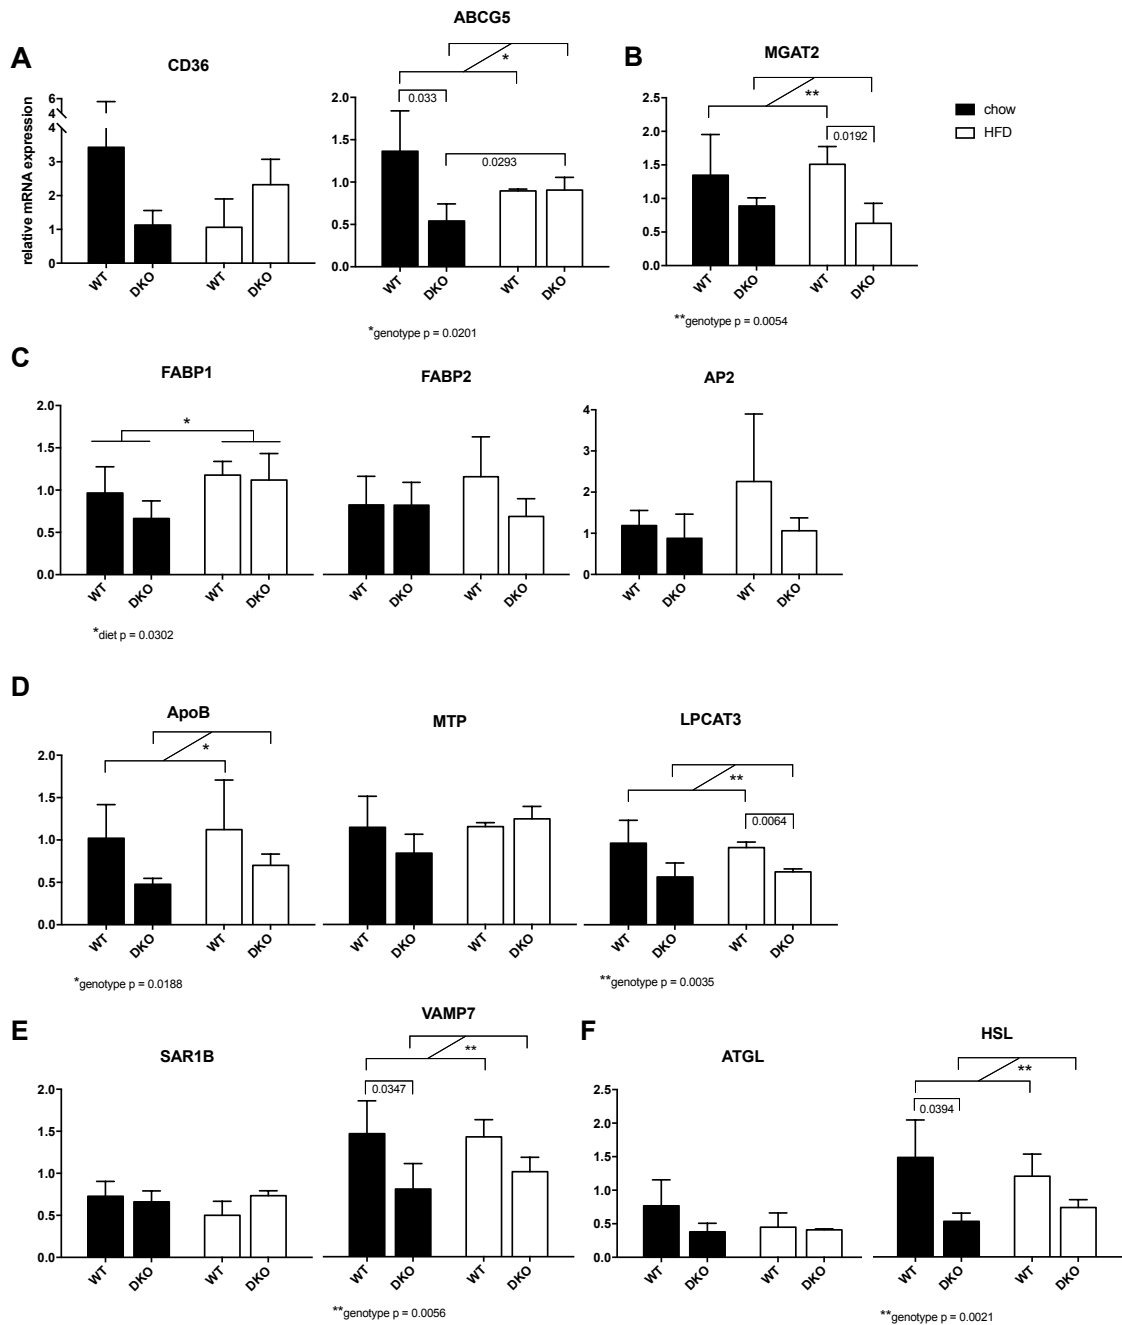 ABCG5
A
CD36
*
B
MGAT2
**
chow
HFD
relative mRNA expression
6
4
4
3
2
1
0
WT
DKO
WT
DKO
2.0
1.5
1.0
0.5
0.0
0.033
0.0293
WT
DKO
WT
DKO
*genotype p = 0.0201
2.5
2.0
1.5
1.0
0.5
0.0
0.0192
WT
DKO
WT
DKO
**genotype p = 0.0054
C
FABP1
2.0
1.5
1.0
0.5
0.0
*
WT
DKO
WT
DKO
*diet p = 0.0302
FABP2
WT
DKO
WT
DKO
AP2
4
3
2
1
0
WT
DKO
WT
DKO
D
ApoB
*
2.0
1.5
1.0
0.5
0.0
WT
DKO
WT
DKO
*genotype p = 0.0188
MTP
WT
DKO
WT
DKO
LPCAT3
**
0.0064
WT
DKO
WT
DKO
**genotype p = 0.0035
E
SAR1B
2.0
1.5
1.0
0.5
0.0
WT
DKO
WT
DKO
VAMP7
**
0.0347
WT
DKO
WT
DKO
**genotype p = 0.0056
F
ATGL
2.5
2.0
1.5
1.0
0.5
0.0
WT
DKO
WT
DKO
HSL
**
0.0394
WT
DKO
WT
DKO
**genotype p = 0.0021